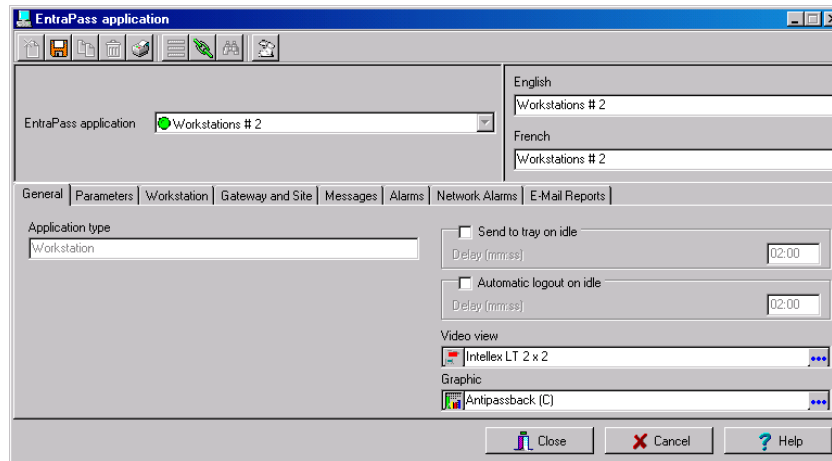 EntraPass application
English
Workstations # 2
EntraPass application
Workstations # 2
French
Workstations # 2
General
Parameters
Workstation
Gateway and Site
Messages
Alarms
Network Alarms
E-Mail Reports
Application type
Workstation
Send to tray on idle
Delay (mm:ss)
02:00
Automatic logout on idle
Delay (mm:ss)
02:00
Video view
Intellex LT 2 x 2
Graphic
Antipassback (C)
Close
Cancel
Help